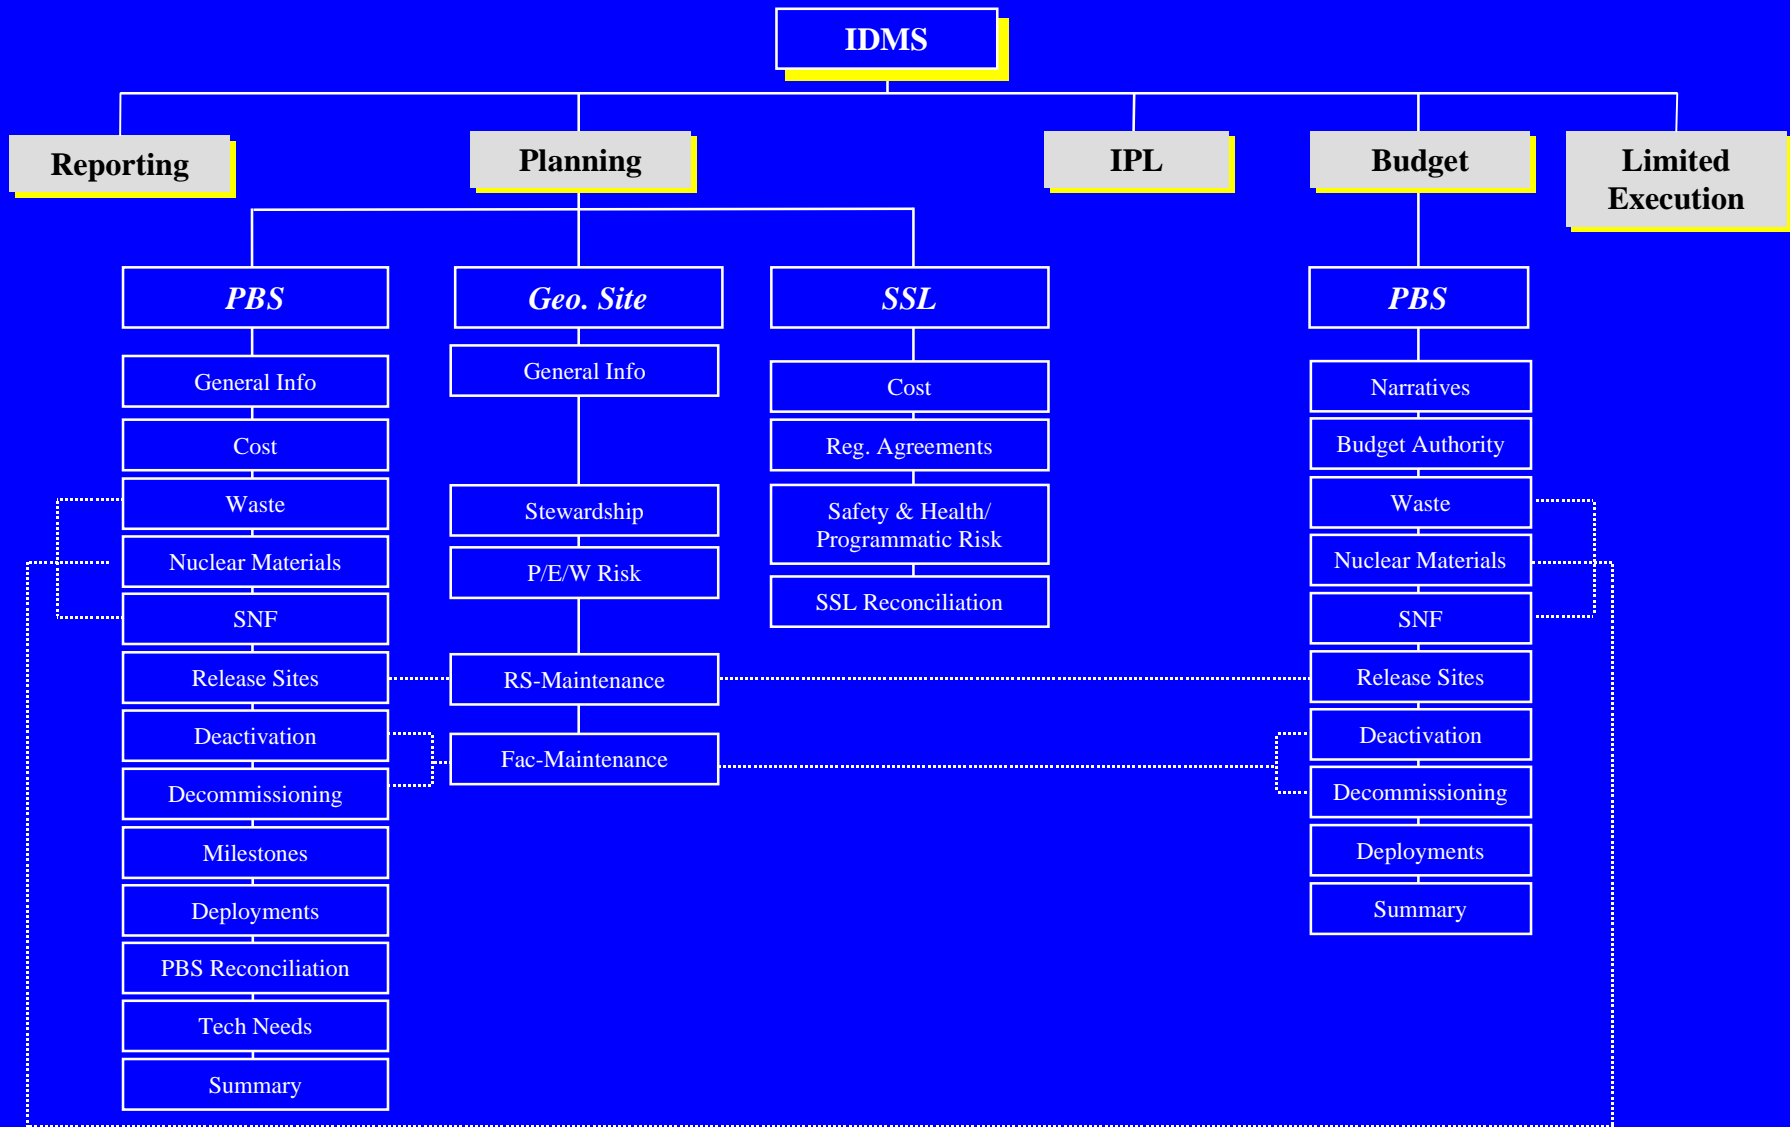 IDMS
Reporting
Planning
IPL
Budget
Limited
Execution
PBS
Geo. Site
SSL
PBS
General Info
Cost
Waste
Nuclear Materials
SNF
Release Sites
Deactivation
Decommissioning
Milestones
Deployments
PBS Reconciliation
Tech Needs
Summary
General Info
Stewardship
P/E/W Risk
RS-Maintenance
Fac-Maintenance
Cost
Reg. Agreements
Safety & Health/
Programmatic Risk
SSL Reconciliation
Narratives
Budget Authority
Waste
Nuclear Materials
SNF
Release Sites
Deactivation
Decommissioning
Deployments
Summary